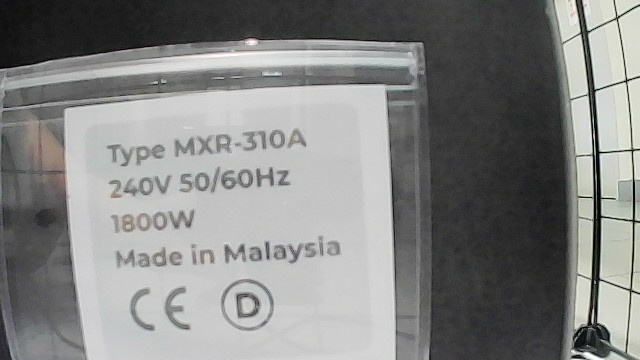 Type MXR-310A
240V 50/60Hz
1800W
Made in Malaysia
CE D